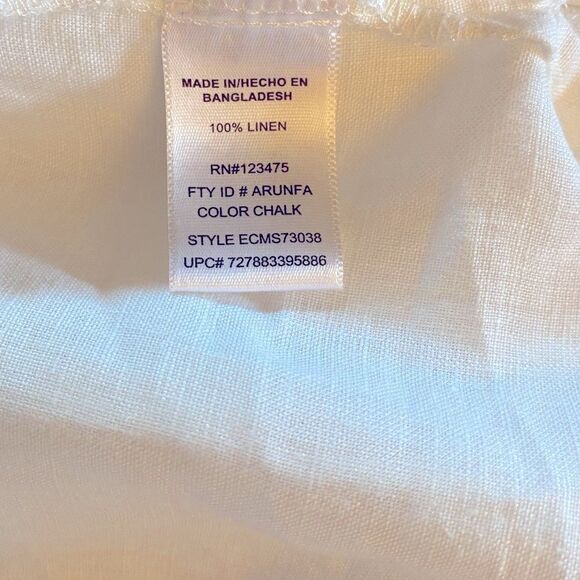 MADE IN/HECHO EN
BANGLADESH
100% LINEN
RN#123475
FTY ID # ARUNFA
COLOR CHALK
STYLE ECMS73038
UPC# 727883395886